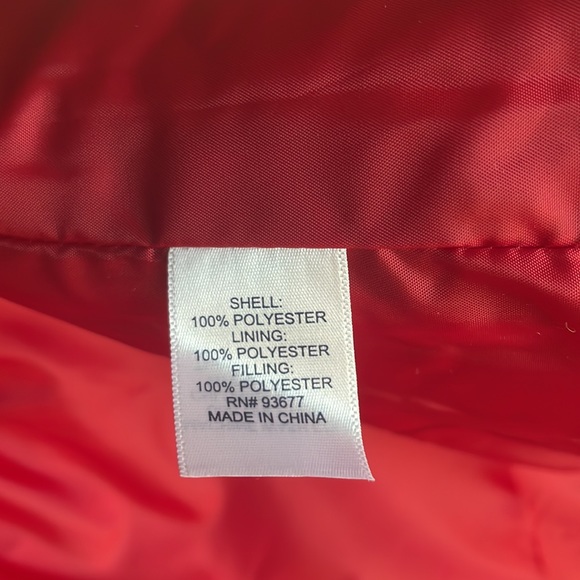 SHELL:
100% POLYESTER
LINING:
100% POLYESTER
FILLING:
100% POLYESTER
RN# 93677
MADE IN CHINA